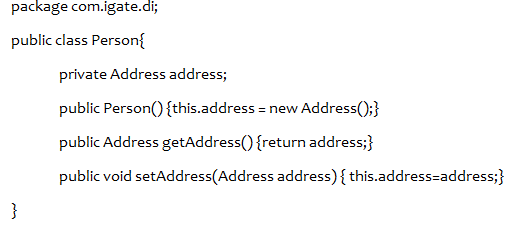 package com.igate.di;
public class Person{
private Address address;
public Person() {this.address = new Address();}
public Address getAddress() {return address;}
public void setAddress(Address address) { this.address=address;}
}